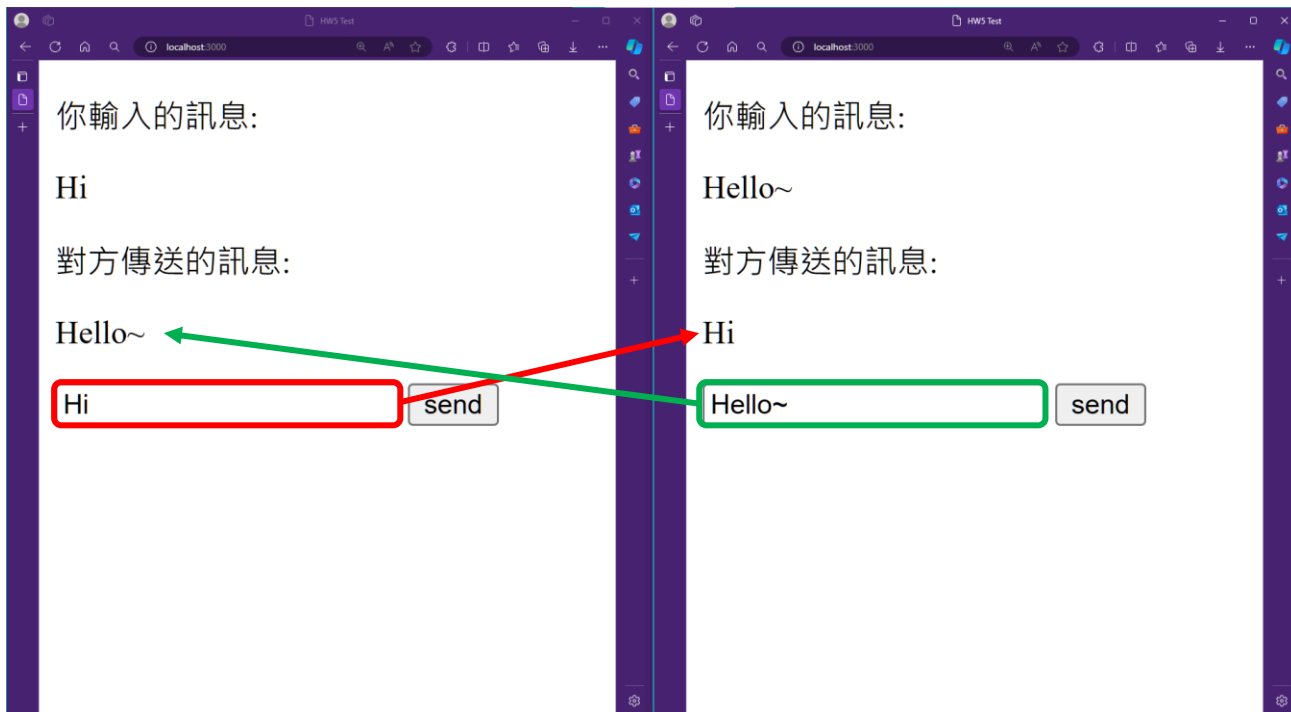 HW5 Test
localhost:3000
你輸入的訊息:
Hi
對方傳送的訊息:
Hello~
Hi
send
HW5 Test
localhost:3000
你輸入的訊息:
Hello~
對方傳送的訊息:
Hi
Hello~
send